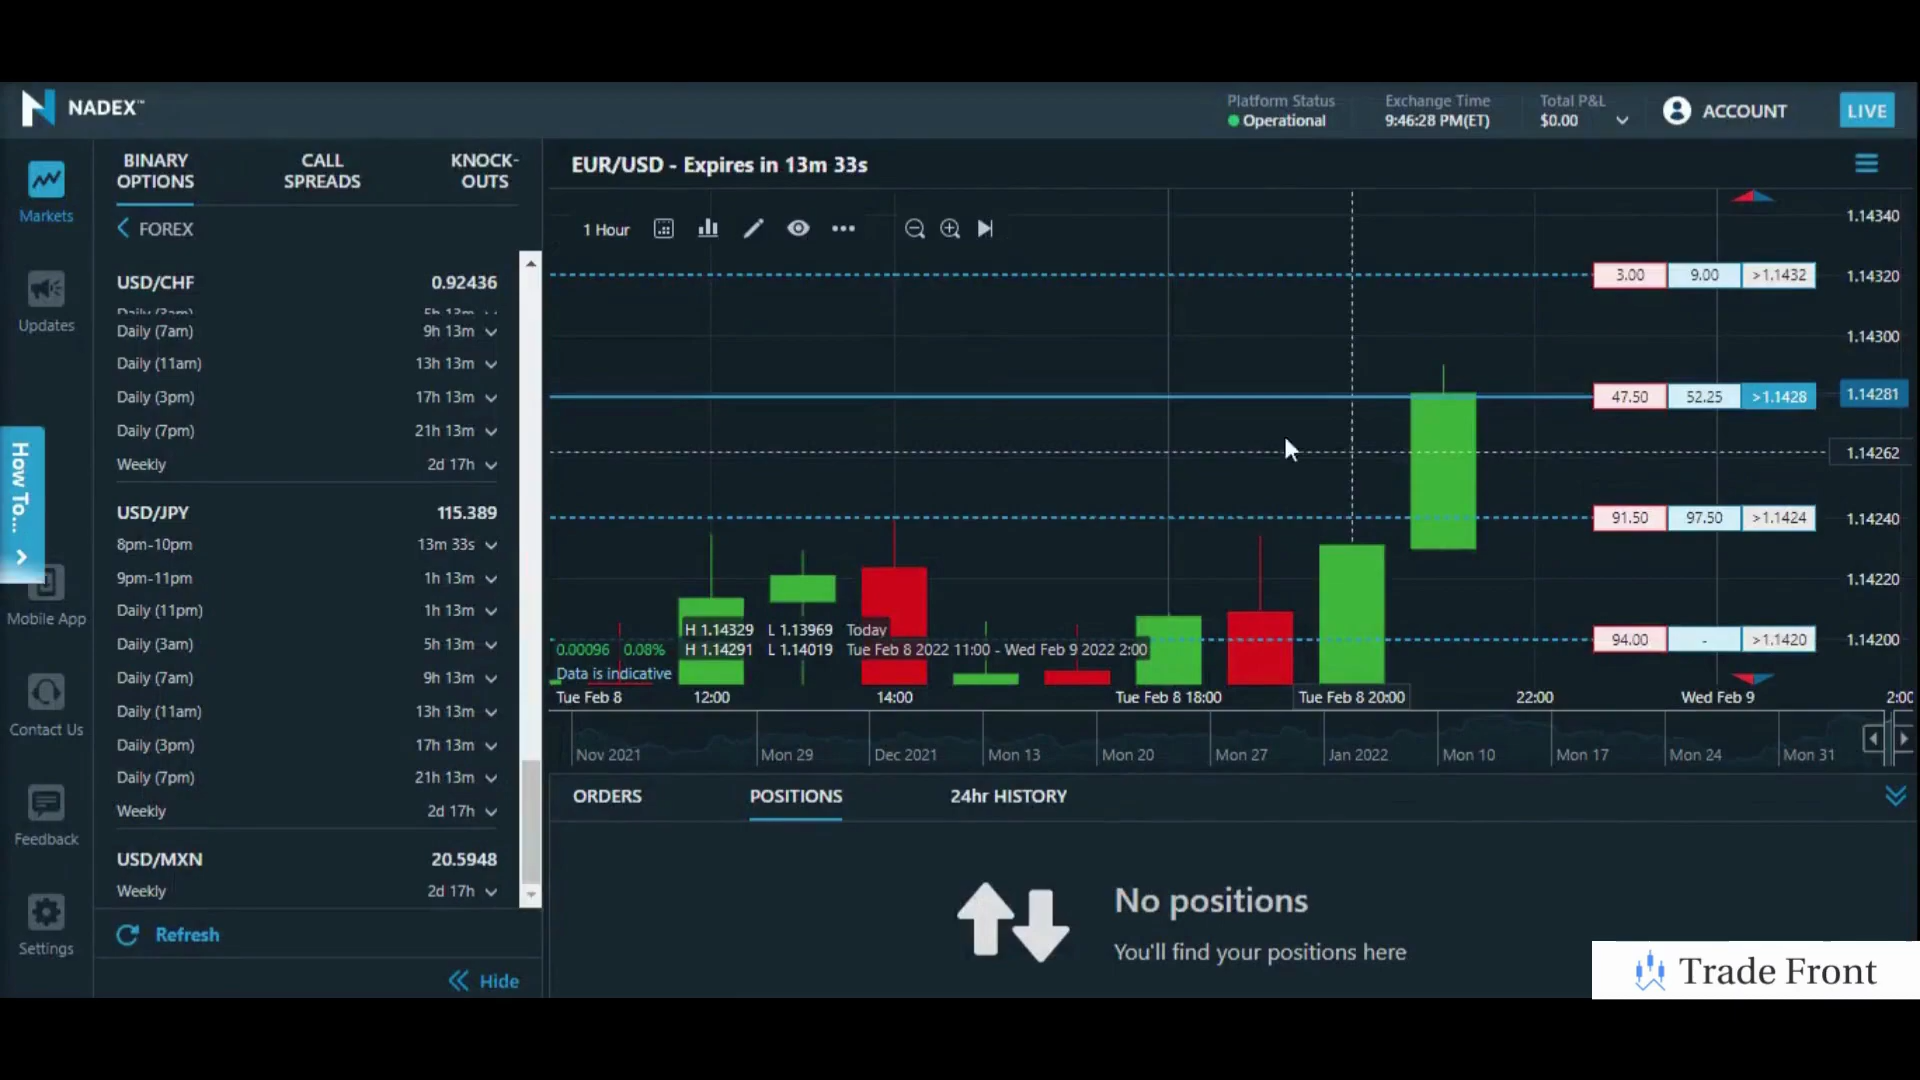 NADEX™
Platform Status
Operational
Exchange Time
9:46:28 PM(ET)
Total P&L
$0.00
ACCOUNT
LIVE
Markets
Updates
How To...
Mobile App
Contact Us
Feedback
Settings
BINARY
OPTIONS
CALL
SPREADS
KNOCK-
OUTS
FOREX
USD/CHF 0.92436
Daily (7am) 9h 13m
Daily (11am) 13h 13m
Daily (3pm) 17h 13m
Daily (7pm) 21h 13m
Weekly 2d 17h
USD/JPY 115.389
8pm-10pm 13m 33s
9pm-11pm 1h 13m
Daily (11pm) 1h 13m
Daily (3am) 5h 13m
Daily (7am) 9h 13m
Daily (11am) 13h 13m
Daily (3pm) 17h 13m
Daily (7pm) 21h 13m
Weekly 2d 17h
USD/MXN 20.5948
Weekly 2d 17h
Refresh
Hide
EUR/USD - Expires in 13m 33s
1 Hour
1.14340
3.00 9.00 >1.1432 1.14320
1.14300
47.50 52.25 >1.1428 1.14281
1.14262
91.50 97.50 >1.1424 1.14240
1.14220
94.00 - >1.1420 1.14200
H 1.14329 L 1.13969 Today
0.00096 0.08% H 1.14291 L 1.14019 Tue Feb 8 2022 11:00 - Wed Feb 9 2022 2:00
Data is indicative
Tue Feb 8 12:00 14:00 Tue Feb 8 18:00 Tue Feb 8 20:00 22:00 Wed Feb 9 2:00
Nov 2021 Mon 29 Dec 2021 Mon 13 Mon 20 Mon 27 Jan 2022 Mon 10 Mon 17 Mon 24 Mon 31
ORDERS POSITIONS 24hr HISTORY
No positions
You'll find your positions here
Trade Front